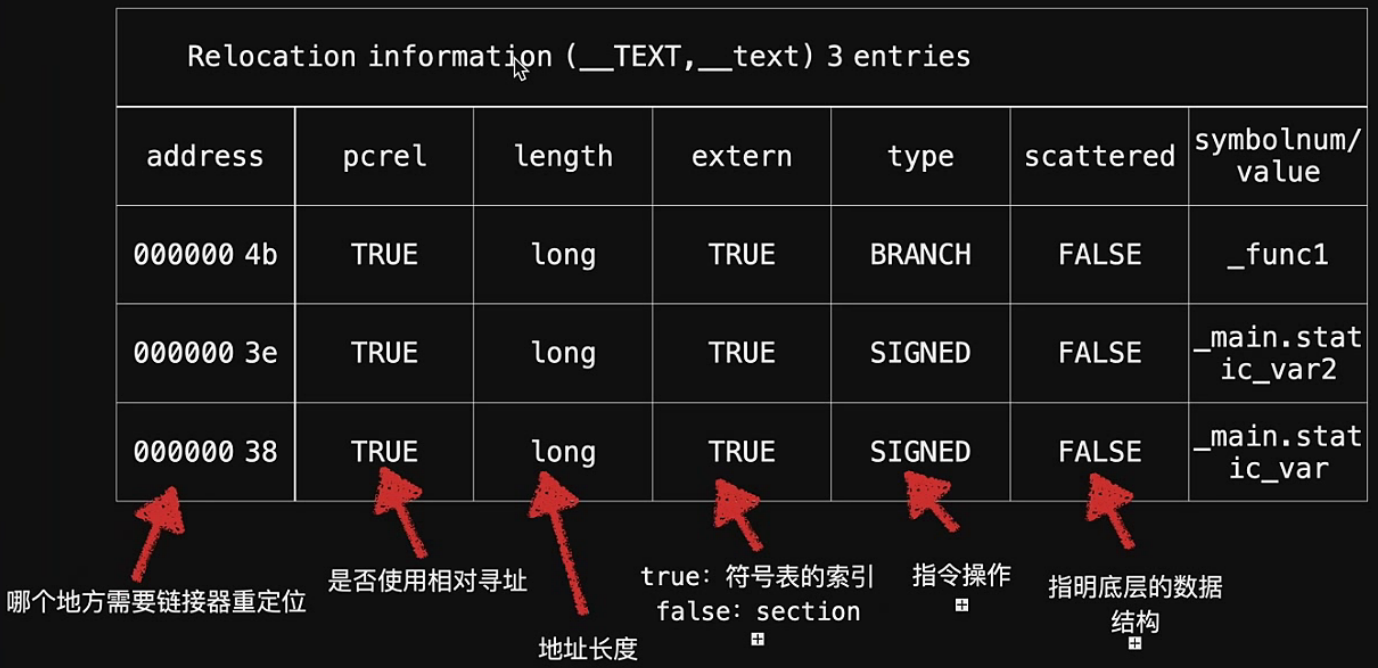 Relocation information (__TEXT,__text) 3 entries
address pcrel length extern type scattered symbolnum/
value
000000 4b TRUE long TRUE BRANCH FALSE _func1
000000 3e TRUE long TRUE SIGNED FALSE _main.stat
ic_var2
000000 38 TRUE long TRUE SIGNED FALSE _main.stat
ic_var
哪个地方需要链接器重定位
是否使用相对寻址
地址长度
true: 符号表的索引
false: section
指令操作
指明底层的数据
结构